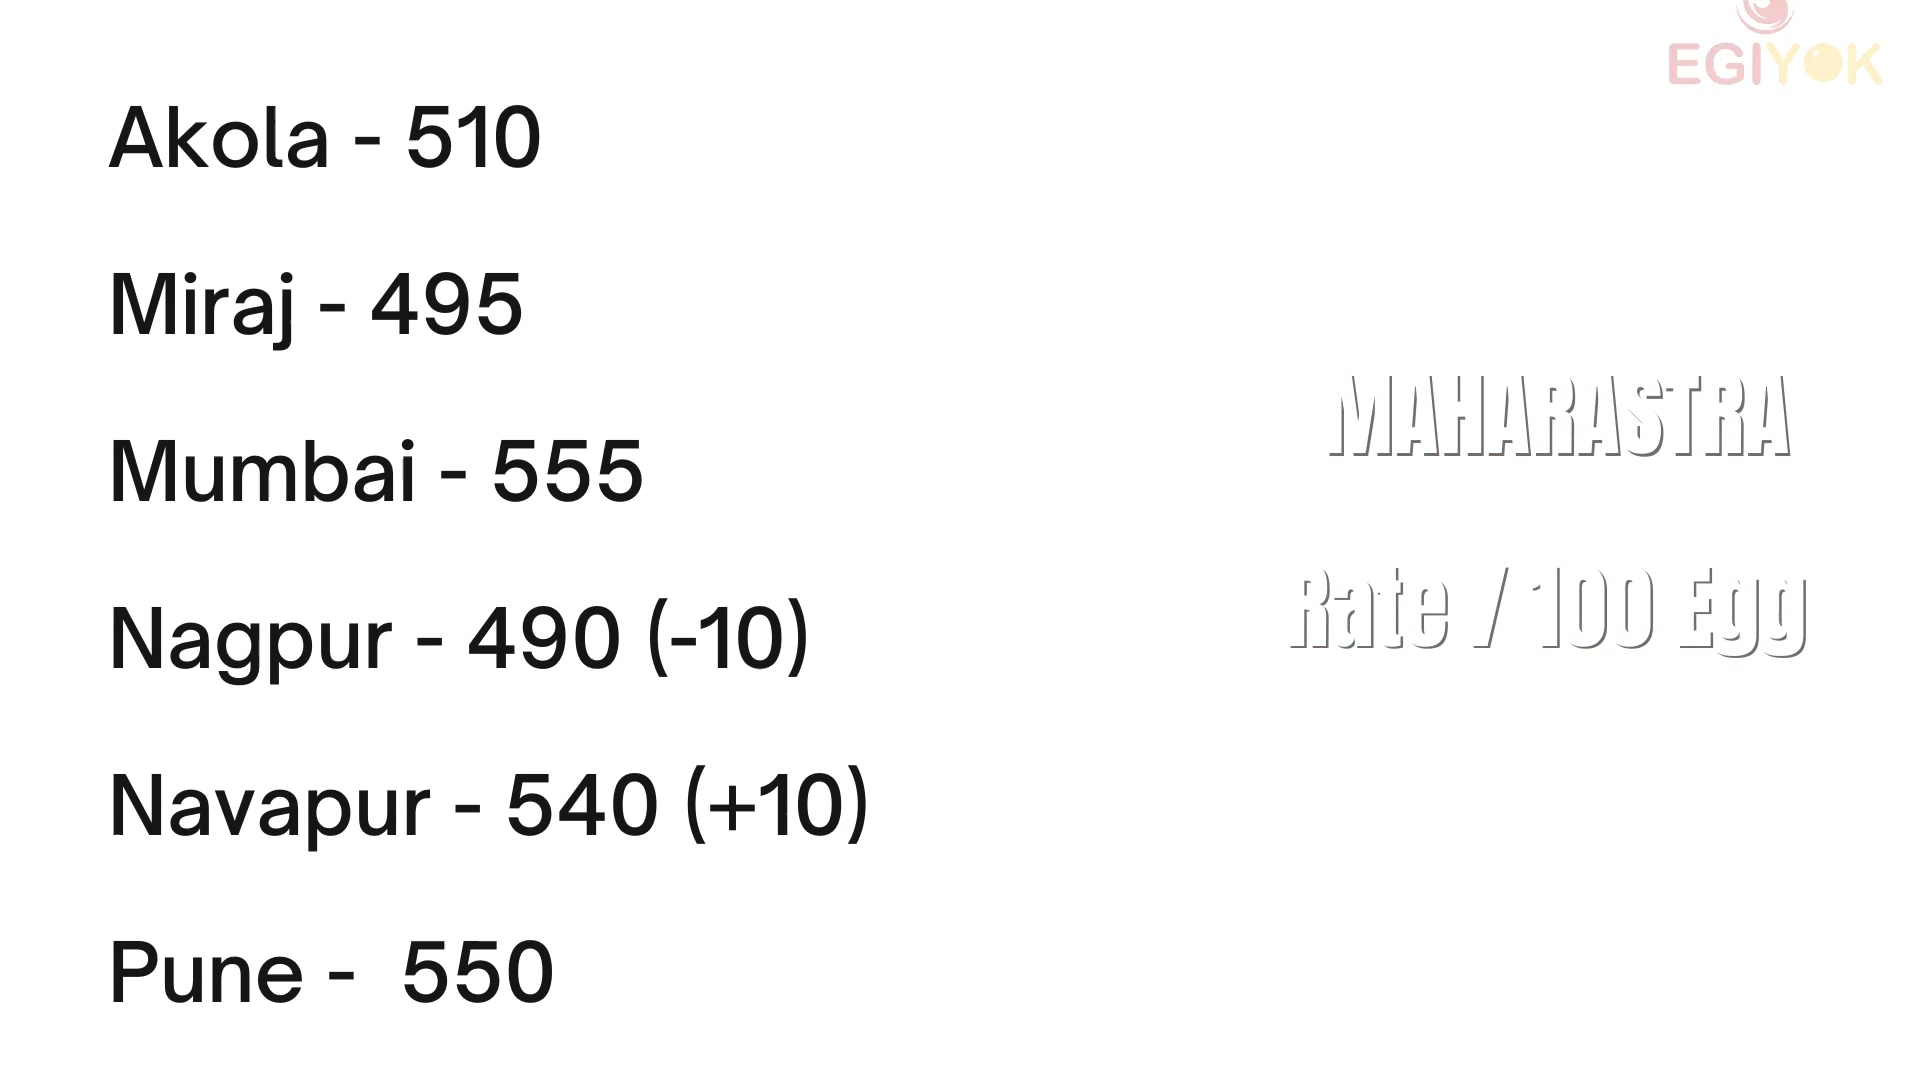 EGIYOK
Akola - 510
Miraj - 495
Mumbai - 555
Nagpur - 490 (-10)
Navapur - 540 (+10)
Pune - 550
MAHARASTRA
Rate / 100 Egg